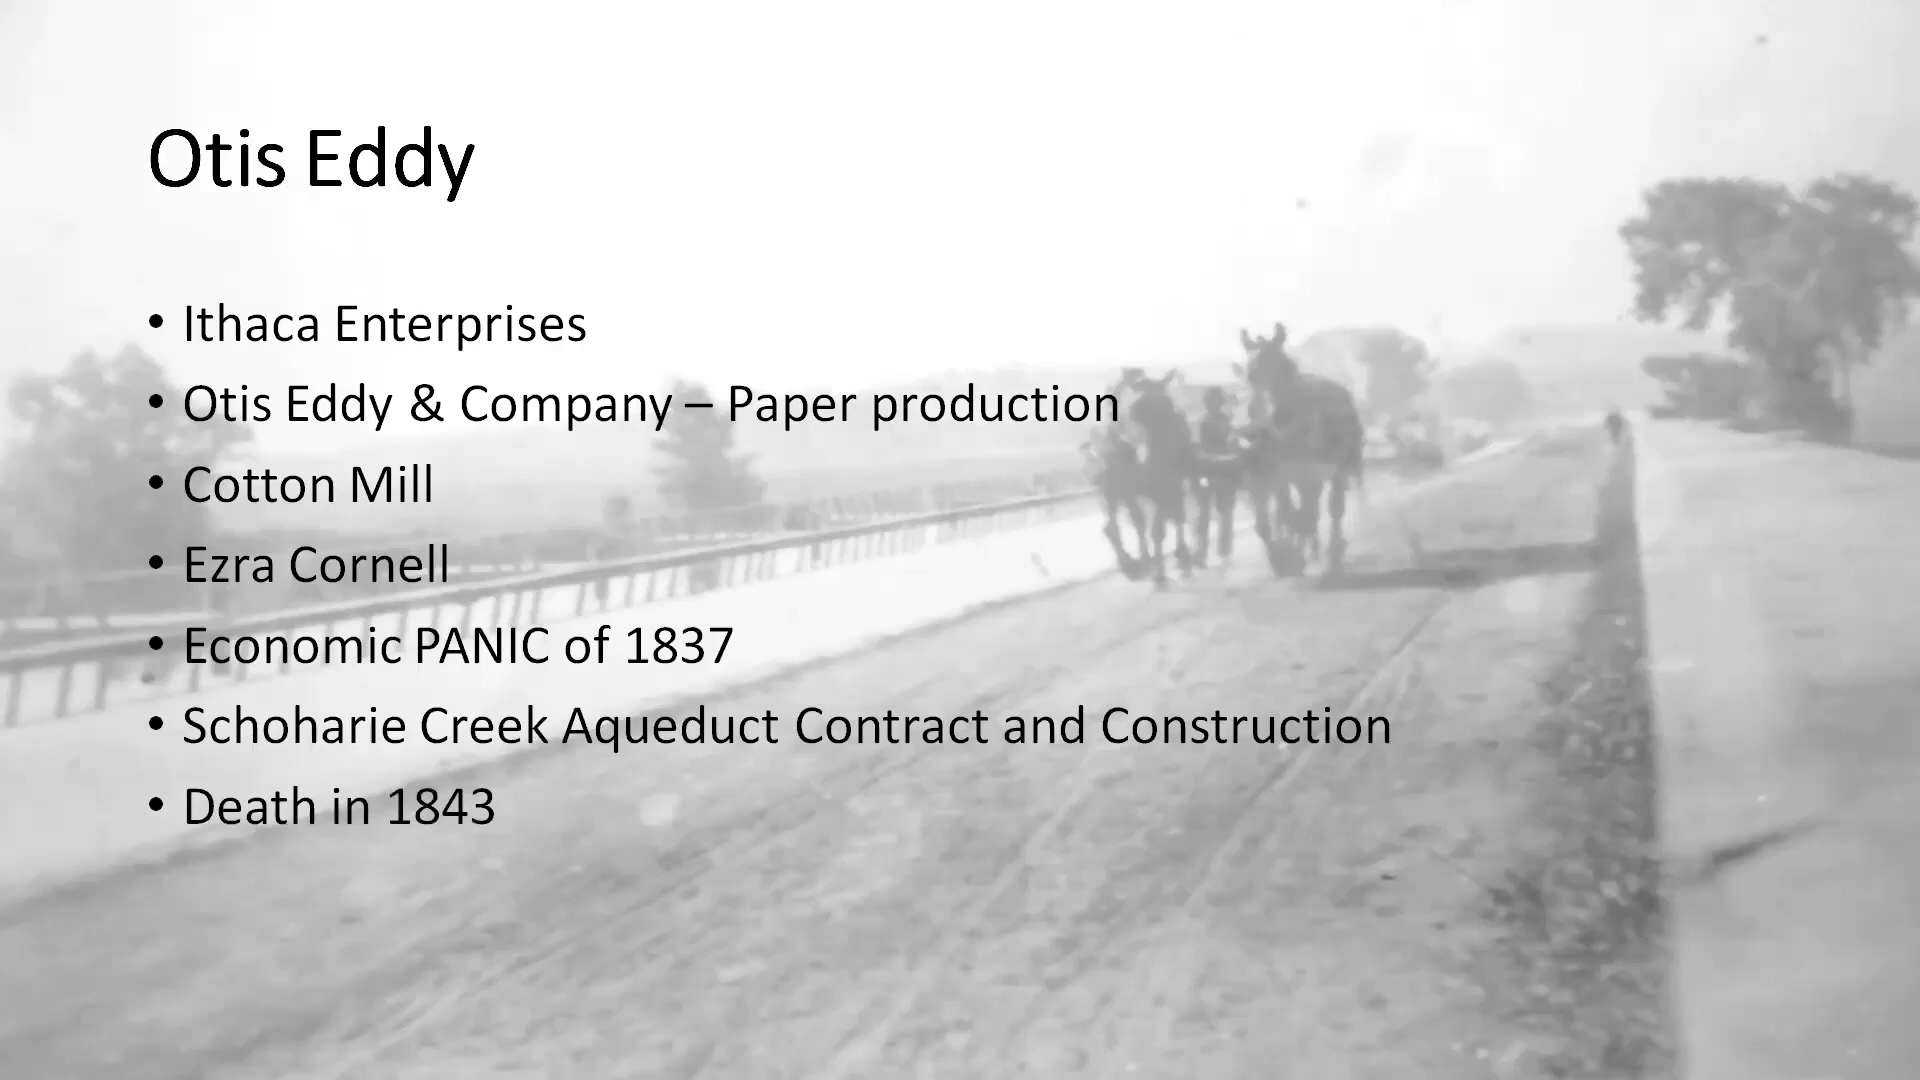 Otis Eddy
• Ithaca Enterprises
• Otis Eddy & Company – Paper production
• Cotton Mill
• Ezra Cornell
• Economic PANIC of 1837
• Schoharie Creek Aqueduct Contract and Construction
• Death in 1843